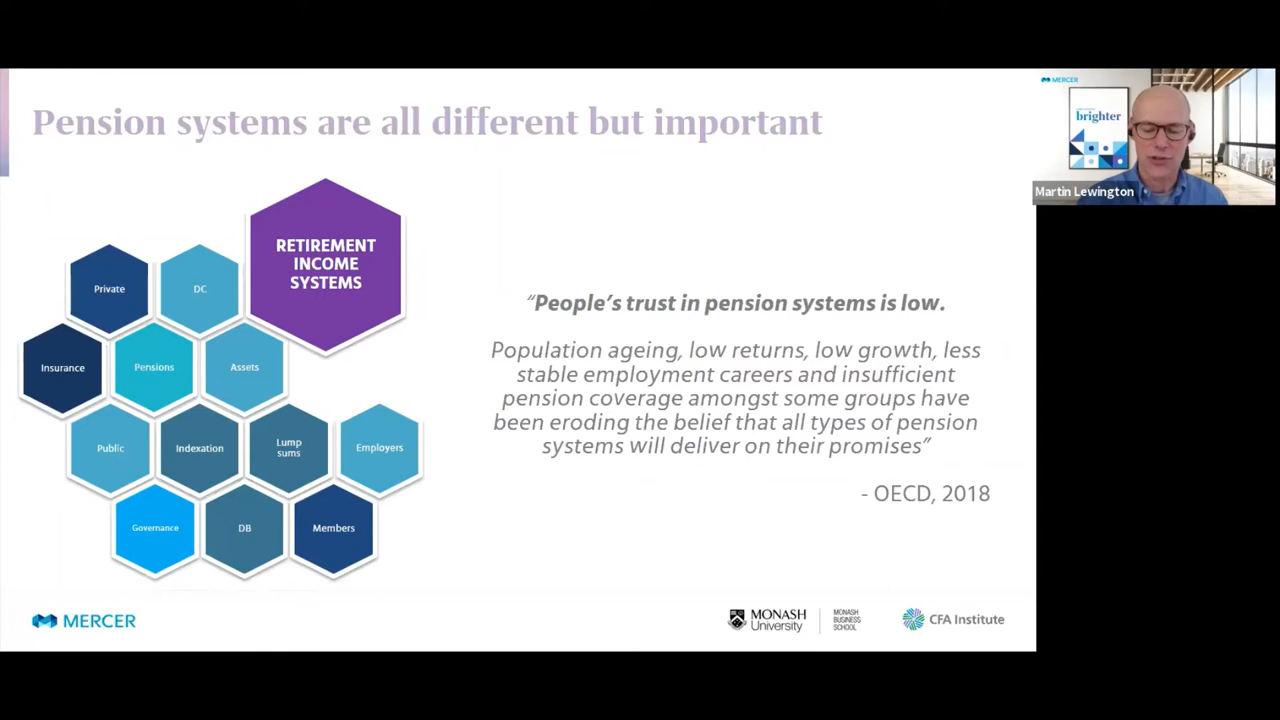 Pension systems are all different but important
MERCER
brighter
Martin Lewington
RETIREMENT
INCOME
SYSTEMS
Private
DC
Insurance
Pensions
Assets
Public
Indexation
Lump
sums
Employers
Governance
DB
Members
“People’s trust in pension systems is low.
Population ageing, low returns, low growth, less
stable employment careers and insufficient
pension coverage amongst some groups have
been eroding the belief that all types of pension
systems will deliver on their promises”
- OECD, 2018
MERCER
MONASH
University
MONASH
BUSINESS
SCHOOL
CFA Institute